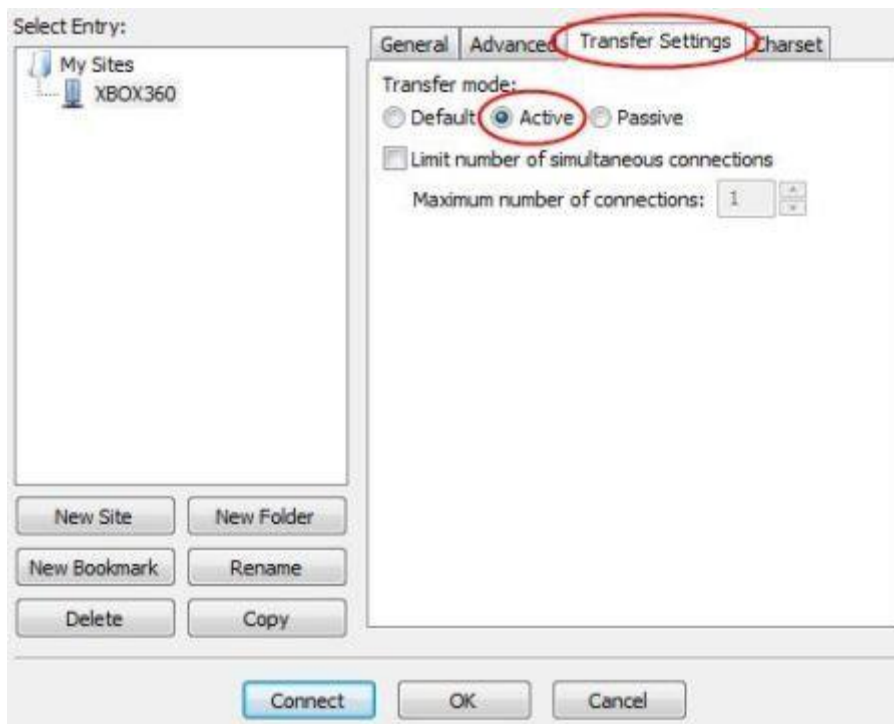 Select Entry:
My Sites
XBOX360
New Site New Folder
New Bookmark Rename
Delete Copy
General Advanced Transfer Settings Charset
Transfer mode:
Default Active Passive
Limit number of simultaneous connections
Maximum number of connections: 1
Connect OK Cancel